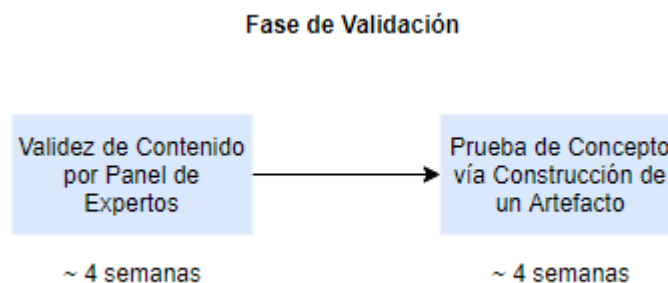 Fase de Validación
Validez de Contenido
por Panel de
Expertos
Prueba de Concepto
vía Construcción de
un Artefacto
~ 4 semanas
~ 4 semanas